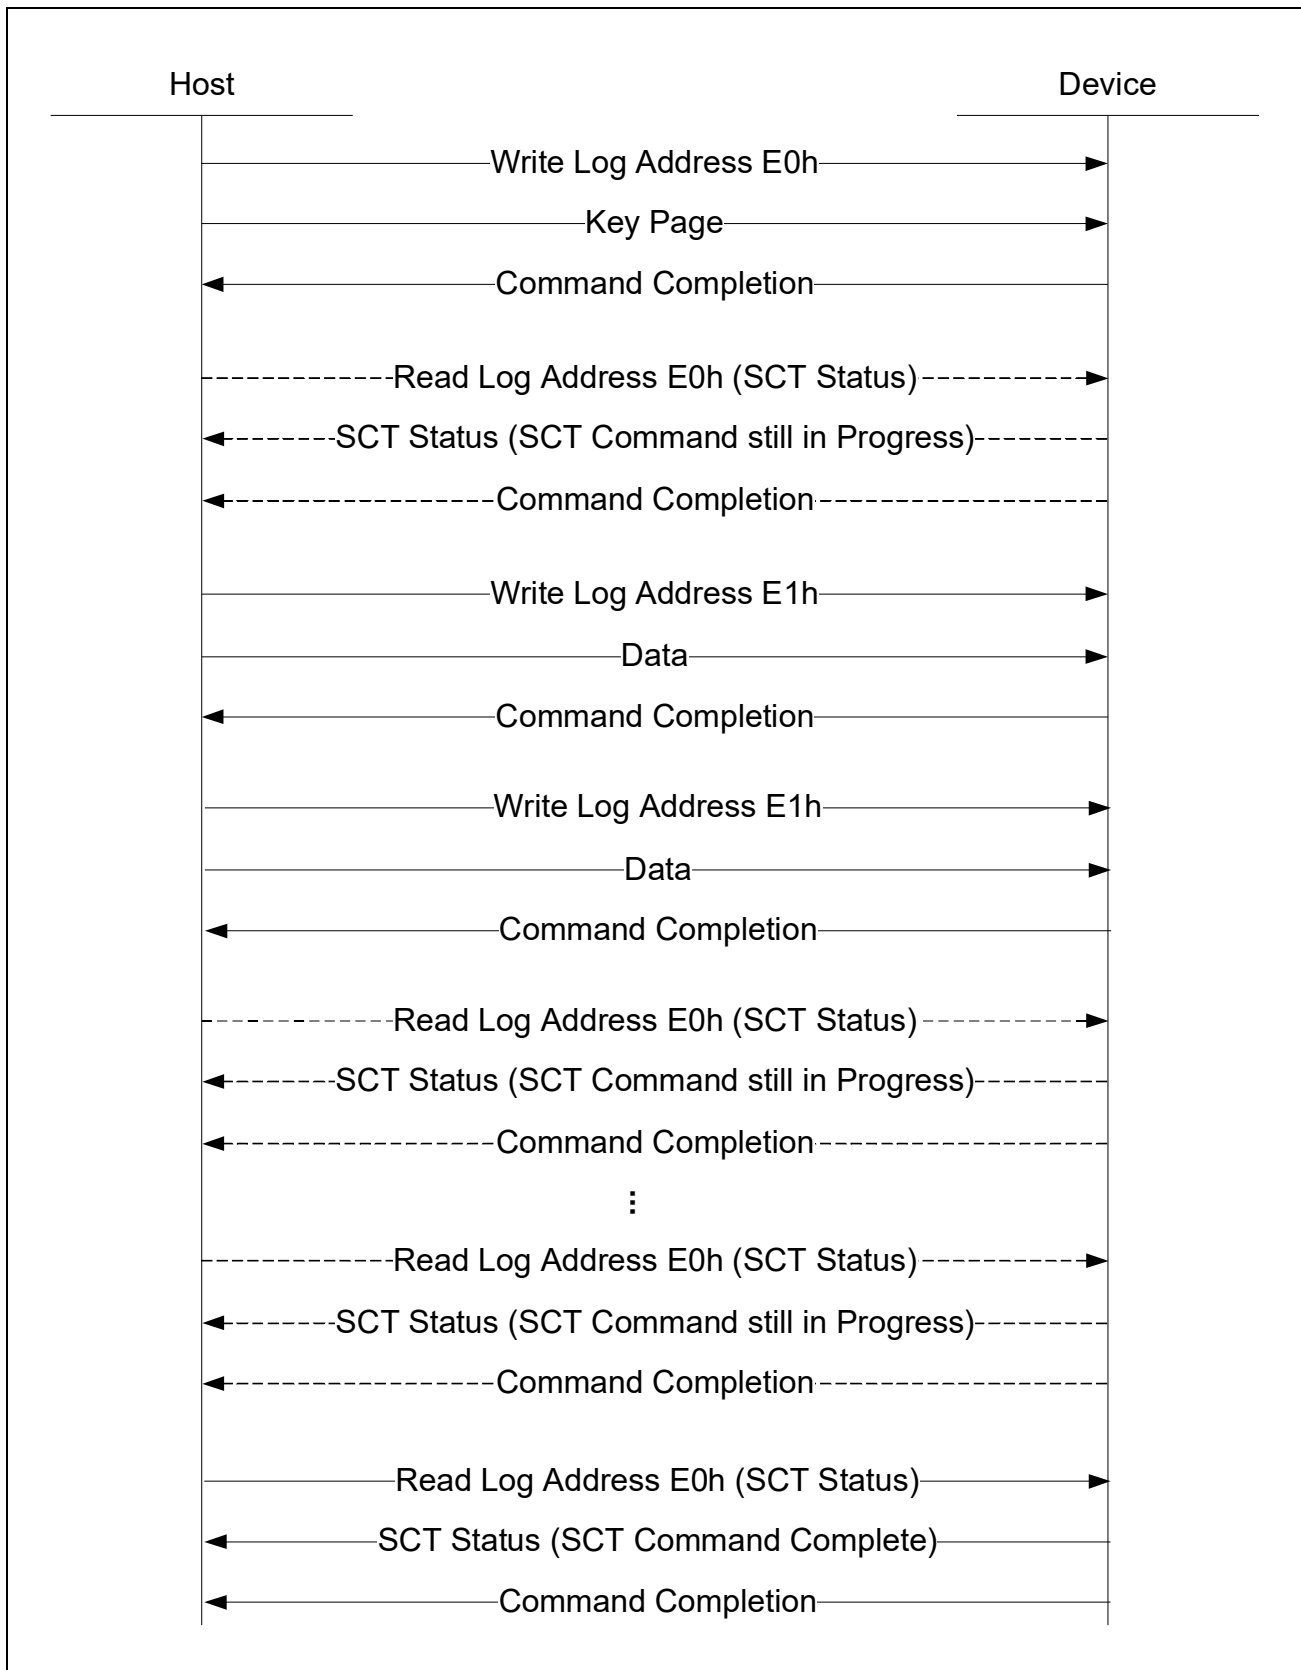 Host Device
Write Log Address E0h
Key Page
Command Completion
Read Log Address E0h (SCT Status)
SCT Status (SCT Command still in Progress)
Command Completion
Write Log Address E1h
Data
Command Completion
Write Log Address E1h
Data
Command Completion
Read Log Address E0h (SCT Status)
SCT Status (SCT Command still in Progress)
Command Completion
...
Read Log Address E0h (SCT Status)
SCT Status (SCT Command still in Progress)
Command Completion
Read Log Address E0h (SCT Status)
SCT Status (SCT Command Complete)
Command Completion